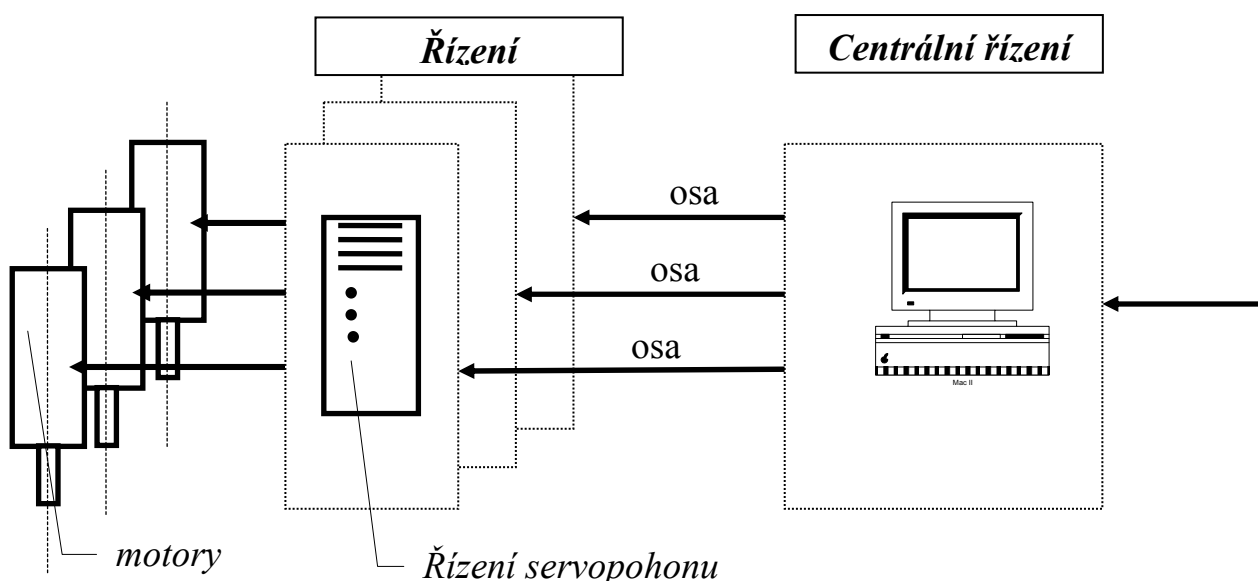 Řízení
Centrální řízení
osa
osa
osa
Mac II
motory
Řízení servopohonu